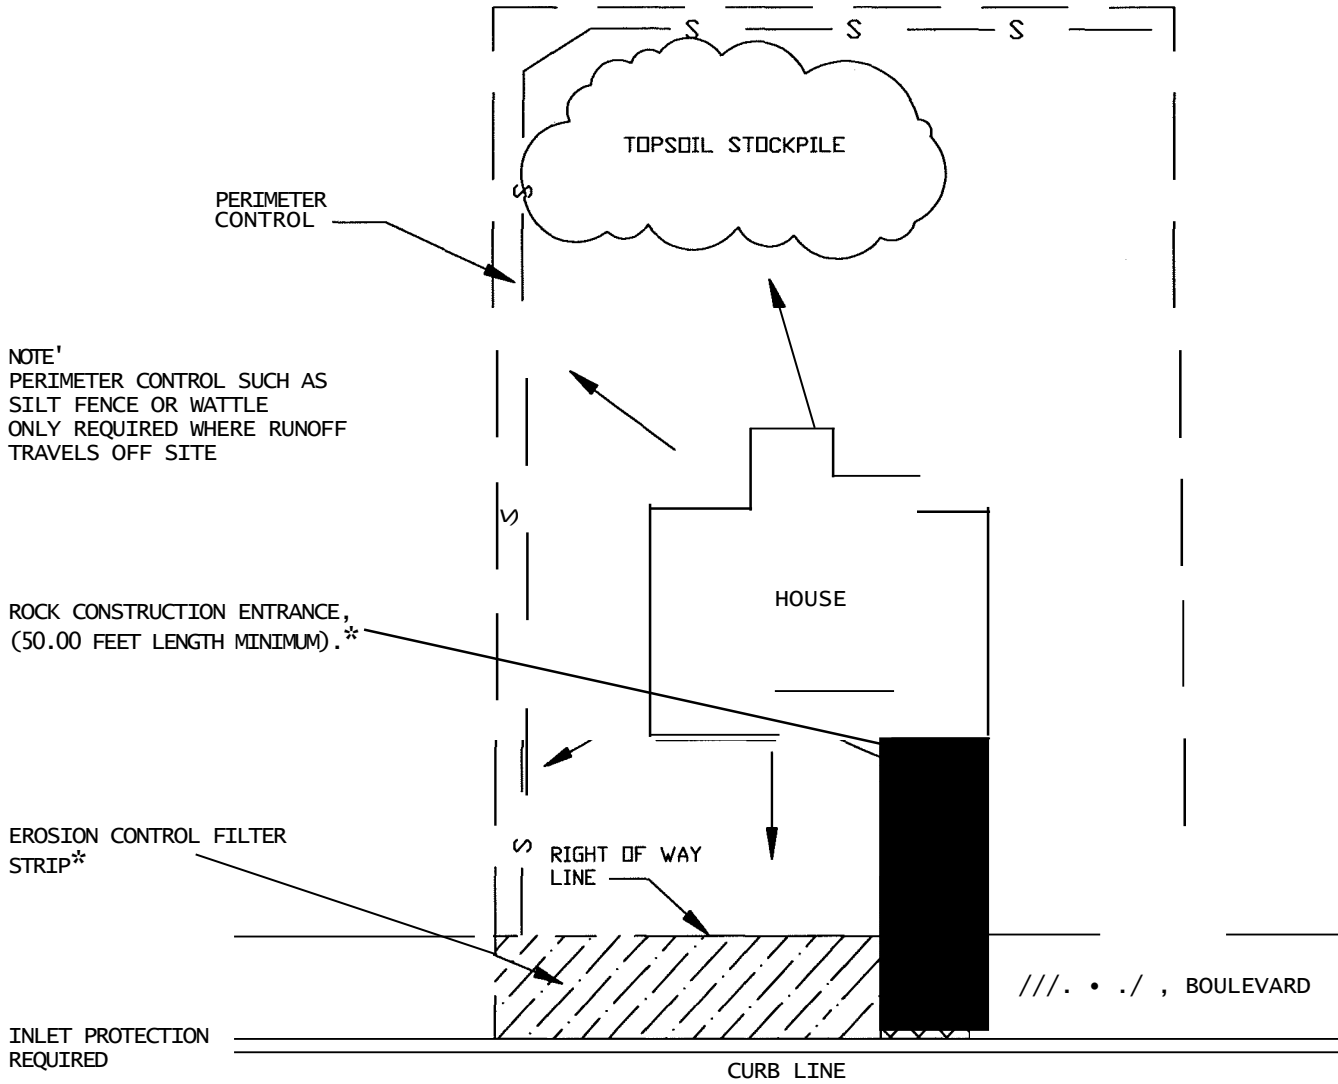 S S S
TOPSOIL STOCKPILE
S
PERIMETER
CONTROL
NOTE'
PERIMETER CONTROL SUCH AS
SILT FENCE OR WATTLE
ONLY REQUIRED WHERE RUNOFF
TRAVELS OFF SITE
S
HOUSE
ROCK CONSTRUCTION ENTRANCE,
(50.00 FEET LENGTH MINIMUM).*
EROSION CONTROL FILTER
STRIP*
S
RIGHT OF WAY
LINE
///. • ./ , BOULEVARD
INLET PROTECTION
REQUIRED
CURB LINE